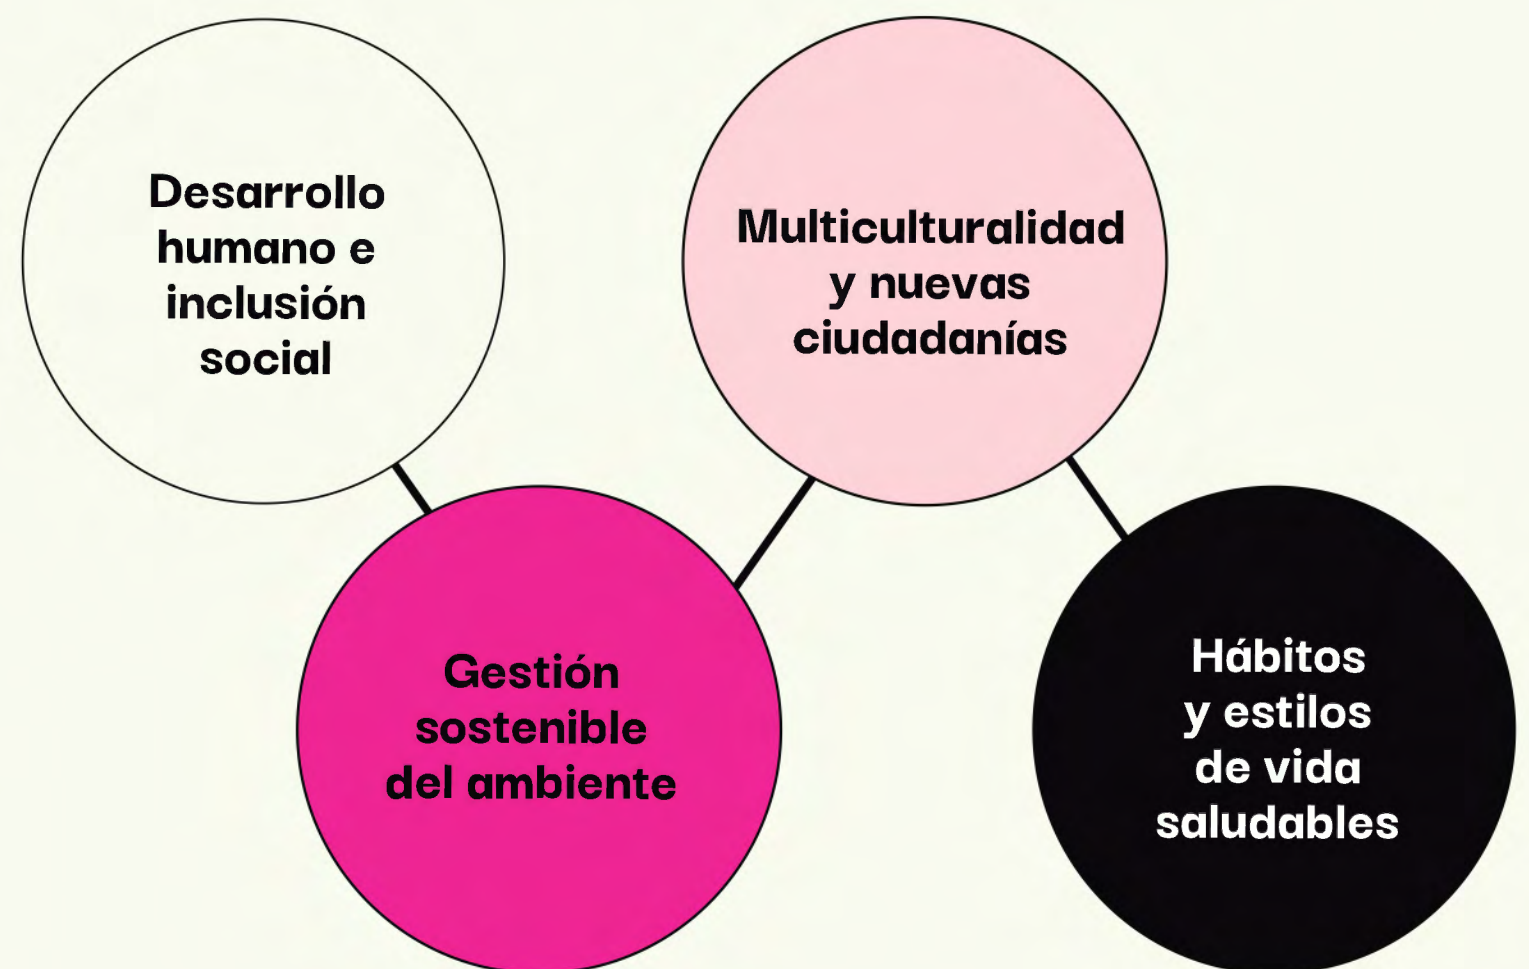 Desarrollo
humano e
inclusión
social
Multiculturalidad
y nuevas
ciudadanías
Gestión
sostenible
del ambiente
Hábitos
y estilos
de vida
saludables